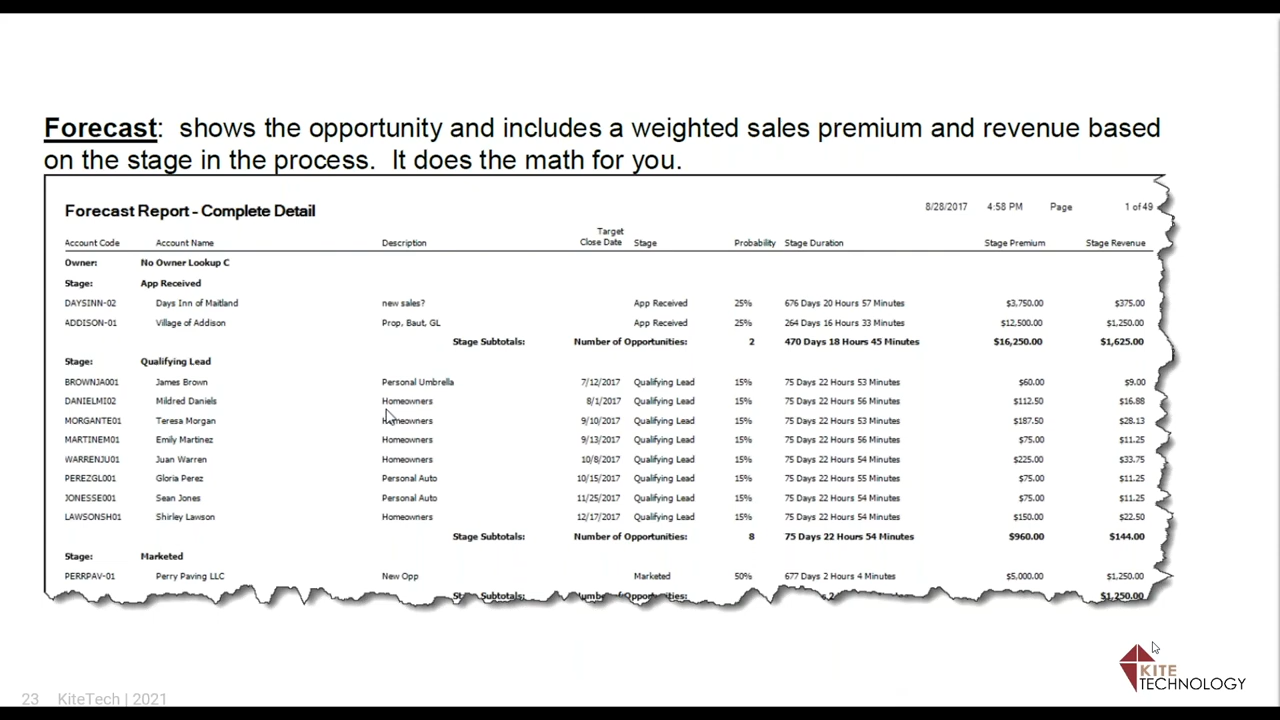 Forecast: shows the opportunity and includes a weighted sales premium and revenue based
on the stage in the process. It does the math for you.
Forecast Report - Complete Detail 8/28/2017 4:58 PM Page 1 of 49
Target
Account Code Account Name Description Close Date Stage Probability Stage Duration Stage Premium Stage Revenue
Owner: No Owner Lookup C
Stage: App Received
DAYSINN-02 Days Inn of Maitland new sales? App Received 25% 676 Days 20 Hours 57 Minutes $3,750.00 $375.00
ADDISON-01 Village of Addison Prop, Baut, GL App Received 25% 264 Days 16 Hours 33 Minutes $12,500.00 $1,250.00
Stage Subtotals: Number of Opportunities: 2 470 Days 18 Hours 45 Minutes $16,250.00 $1,625.00
Stage: Qualifying Lead
BROWNJA001 James Brown Personal Umbrella 7/12/2017 Qualifying Lead 15% 75 Days 22 Hours 53 Minutes $60.00 $9.00
DANIELMI02 Mildred Daniels Homeowners 8/1/2017 Qualifying Lead 15% 75 Days 22 Hours 56 Minutes $112.50 $16.88
MORGANTE01 Teresa Morgan Homeowners 9/10/2017 Qualifying Lead 15% 75 Days 22 Hours 53 Minutes $187.50 $28.13
MARTINEM01 Emily Martinez Homeowners 9/13/2017 Qualifying Lead 15% 75 Days 22 Hours 56 Minutes $75.00 $11.25
WARRENJU01 Juan Warren Homeowners 10/8/2017 Qualifying Lead 15% 75 Days 22 Hours 54 Minutes $225.00 $33.75
PEREZGL001 Gloria Perez Personal Auto 10/15/2017 Qualifying Lead 15% 75 Days 22 Hours 55 Minutes $75.00 $11.25
JONESSE001 Sean Jones Personal Auto 11/25/2017 Qualifying Lead 15% 75 Days 22 Hours 54 Minutes $75.00 $11.25
LAWSONSH01 Shirley Lawson Homeowners 12/17/2017 Qualifying Lead 15% 75 Days 22 Hours 54 Minutes $150.00 $22.50
Stage Subtotals: Number of Opportunities: 8 75 Days 22 Hours 54 Minutes $960.00 $144.00
Stage: Marketed
PERRPAV-01 Perry Paving LLC New Opp Marketed 50% 677 Days 2 Hours 4 Minutes $5,000.00 $1,250.00
Subtotals: $1,250.00
KITE
TECHNOLOGY
23 KiteTech | 2021